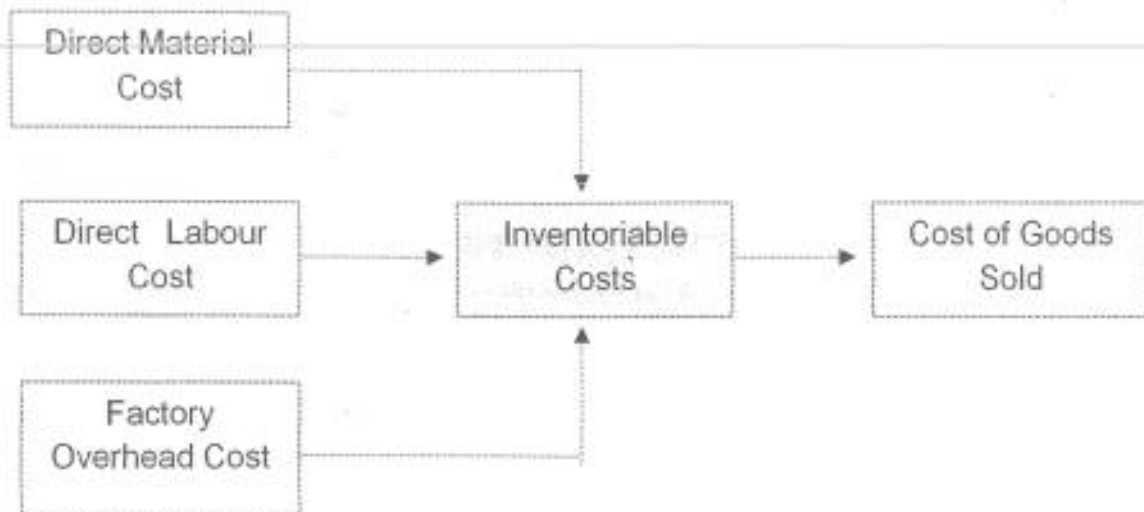 Direct Material
Cost
Direct Labour
Cost
Inventoriable
Costs
Cost of Goods
Sold
Factory
Overhead Cost